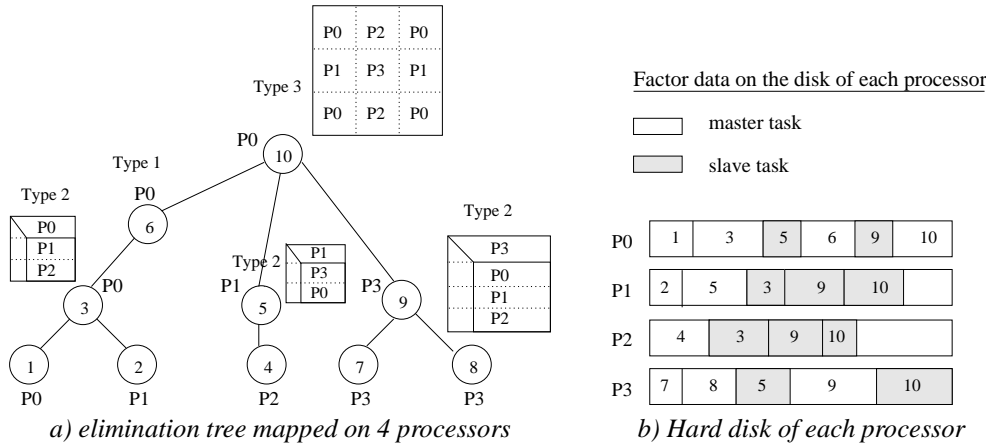 P0 P2 P0
P1 P3 P1
P0 P2 P0
Type 3
P0
10
Type 1
P0
6
Type 2
P0
P1
P2
P0
3
Type 2
P1
P3
P0
P1
5
Type 2
P3
P0
P1
P2
P3
9
1 2 4 7 8
P0 P1 P2 P3 P3
a) elimination tree mapped on 4 processors
Factor data on the disk of each processor
master task
slave task
P0 1 3 5 6 9 10
P1 2 5 3 9 10
P2 4 3 9 10
P3 7 8 5 9 10
b) Hard disk of each processor